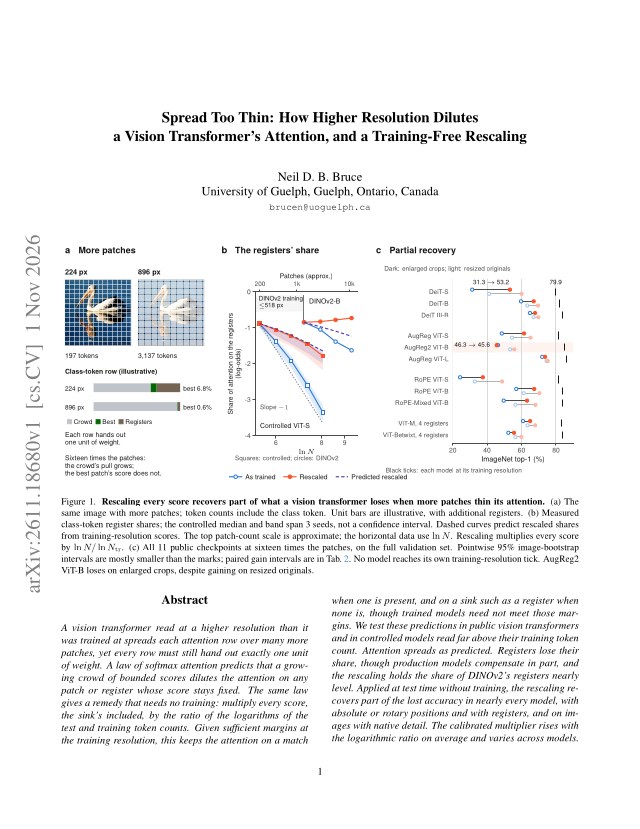 Spread Too Thin: How Higher Resolution Dilutes
a Vision Transformer's Attention, and a Training-Free Rescaling
Neil D. B. Bruce
University of Guelph, Guelph, Ontario, Canada
brucen@uoguelph.ca
arXiv:2611.18680v1 [cs.CV] 1 Nov 2026
a More patches
224 px 896 px
197 tokens 3,137 tokens
Class-token row (illustrative)
224 px best 6.8%
896 px best 0.6%
Crowd Best Registers
Each row hands out
one unit of weight.
Sixteen times the patches:
the crowd's pull grows;
the best patch's score does not.
b The registers' share
Patches (approx.)
200 1k 10k
0
-1
-2
-3
-4
Share of attention on the registers
(log-odds)
DINOv2 training
≤518 px
DINOv2-B
Slope −1
Controlled ViT-S
6 8 9
ln N
Squares: controlled; circles: DINOv2
As trained Rescaled Predicted rescaled
c Partial recovery
Dark: enlarged crops; light: resized originals
31.3 → 53.2 79.9
DeiT-S
DeiT-B
DeiT III-B
AugReg ViT-S
46.3 → 45.6
AugReg2 ViT-B
AugReg ViT-L
RoPE ViT-S
RoPE ViT-B
RoPE-Mixed ViT-B
ViT-M, 4 registers
ViT-Betwixt, 4 registers
20 40 60 80
ImageNet top-1 (%)
Black ticks: each model at its training resolution
Figure 1. Rescaling every score recovers part of what a vision transformer loses when more patches thin its attention. (a) The
same image with more patches; token counts include the class token. Unit bars are illustrative, with additional registers. (b) Measured
class-token register shares; the controlled median and band span 3 seeds, not a confidence interval. Dashed curves predict rescaled shares
from training-resolution scores. The top patch-count scale is approximate; the horizontal data use ln N. Rescaling multiplies every score
by ln N/ ln Ntr. (c) All 11 public checkpoints at sixteen times the patches, on the full validation set. Pointwise 95% image-bootstrap
intervals are mostly smaller than the marks; paired gain intervals are in Tab. 2. No model reaches its own training-resolution tick. AugReg2
ViT-B loses on enlarged crops, despite gaining on resized originals.
Abstract
A vision transformer read at a higher resolution than it
was trained at spreads each attention row over many more
patches, yet every row must still hand out exactly one unit
of weight. A law of softmax attention predicts that a grow-
ing crowd of bounded scores dilutes the attention on any
patch or register whose score stays fixed. The same law
gives a remedy that needs no training: multiply every score,
the sink's included, by the ratio of the logarithms of the
test and training token counts. Given sufficient margins at
the training resolution, this keeps the attention on a match
when one is present, and on a sink such as a register when
none is, though trained models need not meet those mar-
gins. We test these predictions in public vision transformers
and in controlled models read far above their training token
count. Attention spreads as predicted. Registers lose their
share, though production models compensate in part, and
the rescaling holds the share of DINOv2's registers nearly
level. Applied at test time without training, the rescaling re-
covers part of the lost accuracy in nearly every model, with
absolute or rotary positions and with registers, and on im-
ages with native detail. The calibrated multiplier rises with
the logarithmic ratio on average and varies across models.
1